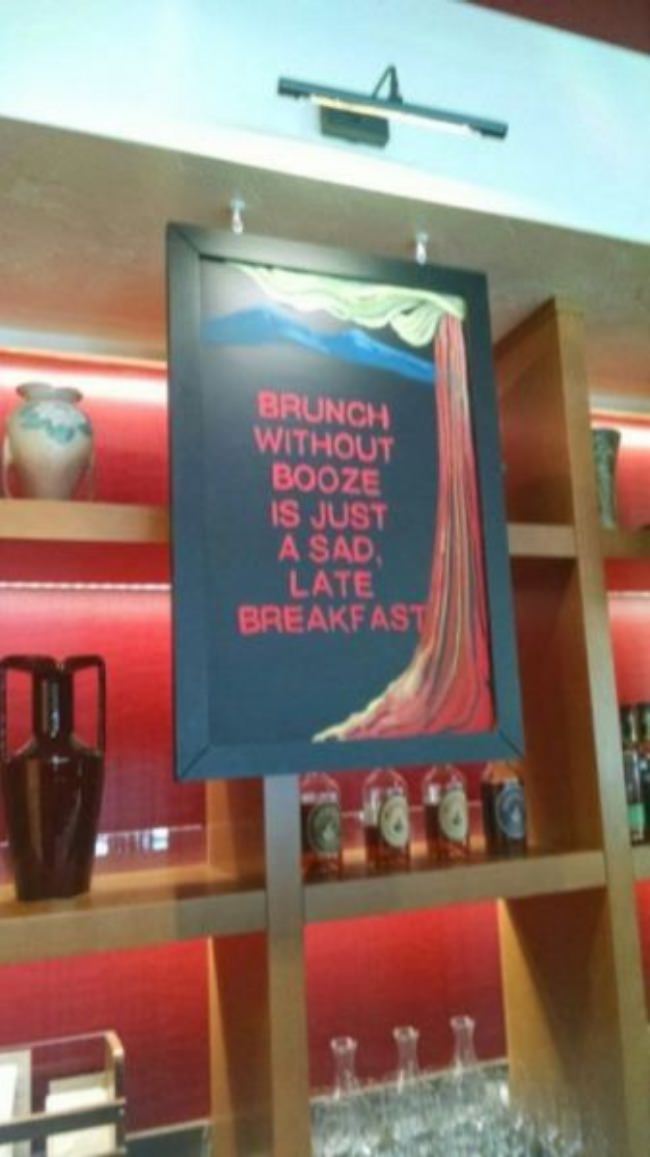 BRUNCH
WITHOUT
BOOZE
IS JUST
A SAD,
LATE
BREAKFAST